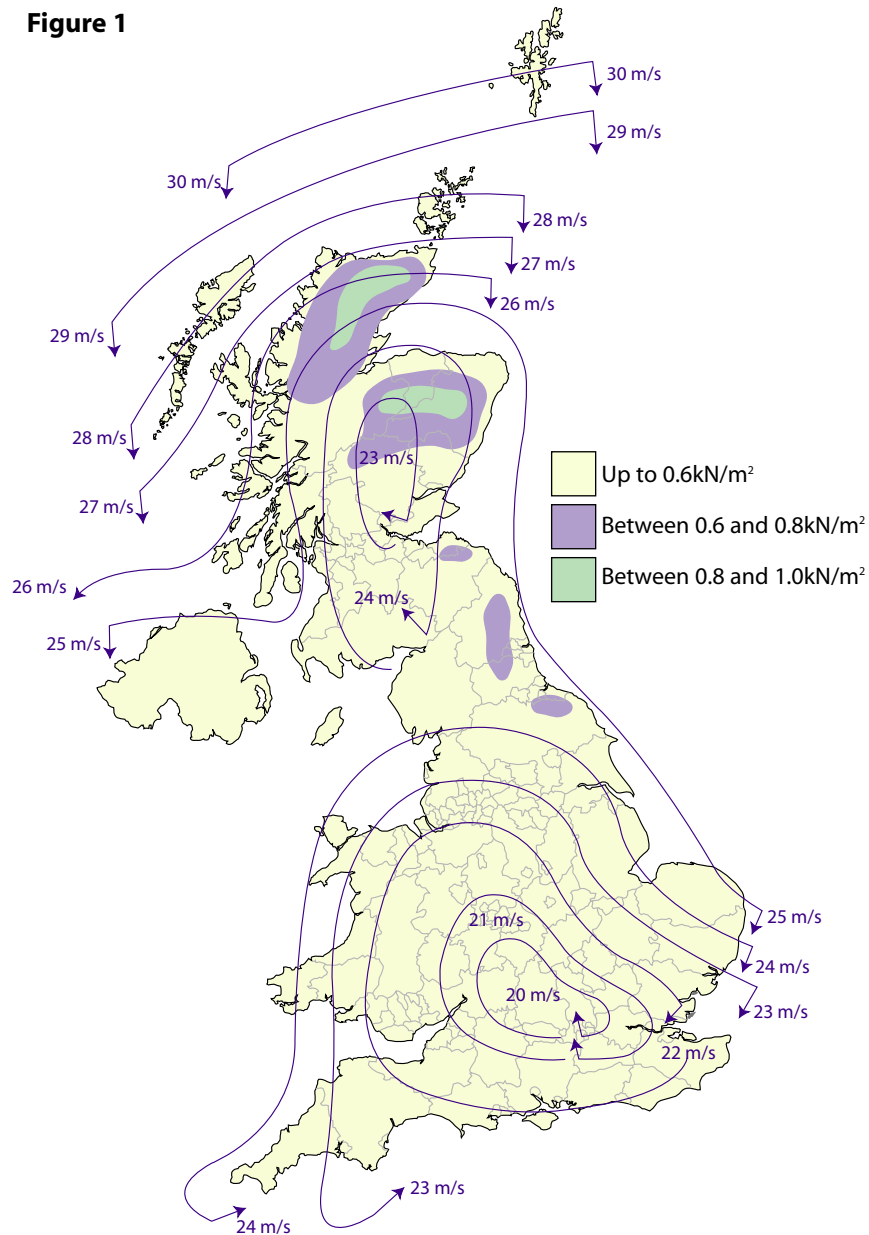 Figure 1
30 m/s
29 m/s
30 m/s
28 m/s
27 m/s
26 m/s
29 m/s
28 m/s
23 m/s
Up to 0.6kN/m²
27 m/s
Between 0.6 and 0.8kN/m²
Between 0.8 and 1.0kN/m²
26 m/s
24 m/s
25 m/s
21 m/s
25 m/s
24 m/s
20 m/s
23 m/s
22 m/s
23 m/s
24 m/s